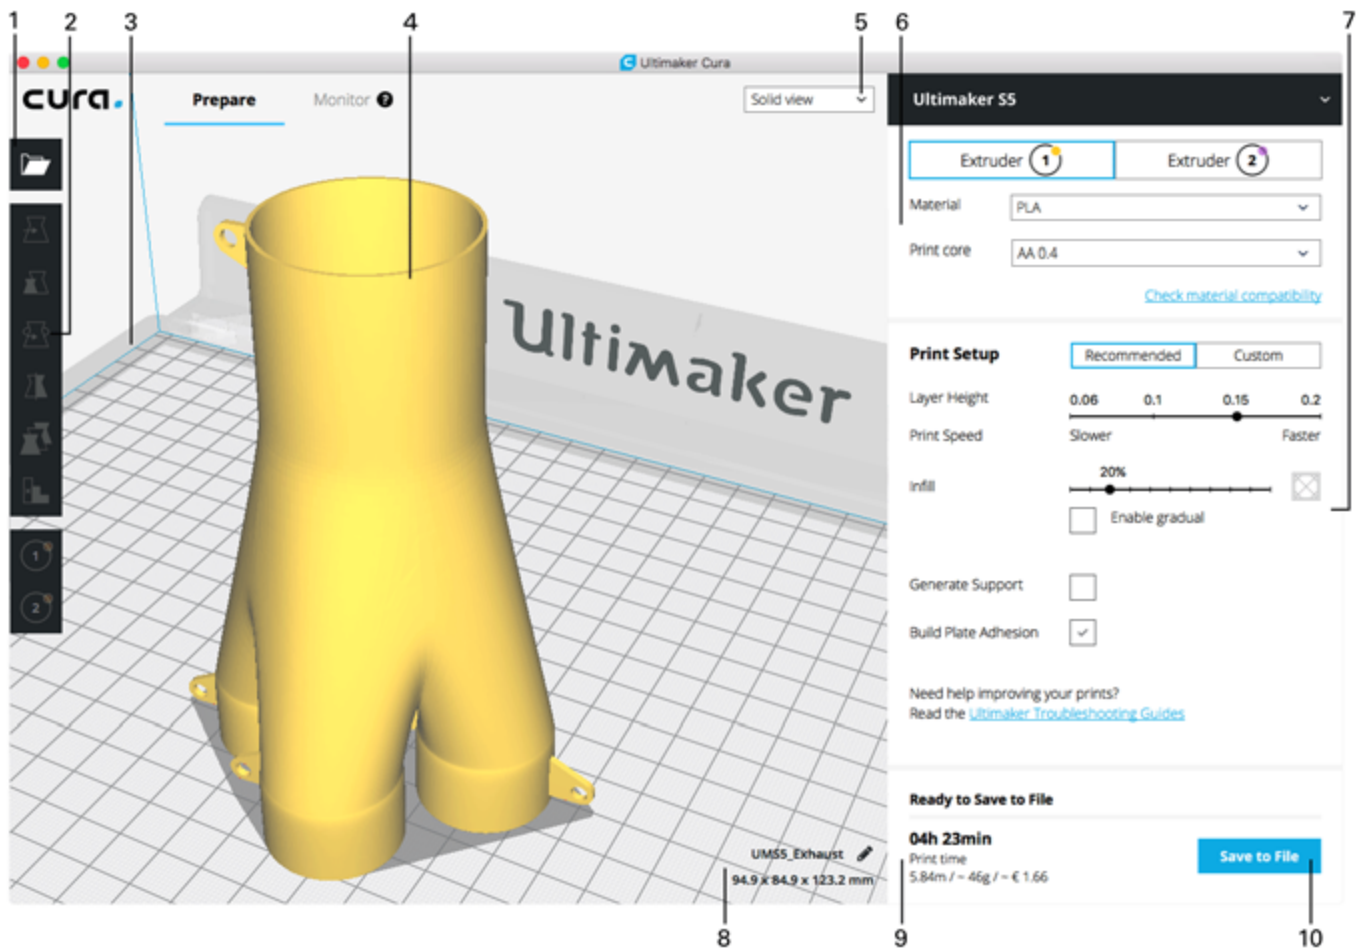 1 2 3 4 5 6 7
Ultimaker Cura
cura.
Prepare
Monitor ?
Solid view
Ultimaker S5
Extruder 1
Extruder 2
Material
PLA
Print core
AA 0.4
Check material compatibility
Ultimaker
Print Setup
Recommended
Custom
Layer Height
0.06 0.1 0.15 0.2
Print Speed
Slower
Faster
20%
Infill
Enable gradual
1
2
Generate Support
Build Plate Adhesion
Need help improving your prints?
Read the Ultimaker Troubleshooting Guides
Ready to Save to File
04h 23min
Print time
5.84m / ~ 46g / ~ € 1.66
Save to File
UMS5_Exhaust
94.9 x 84.9 x 123.2 mm
8 9 10